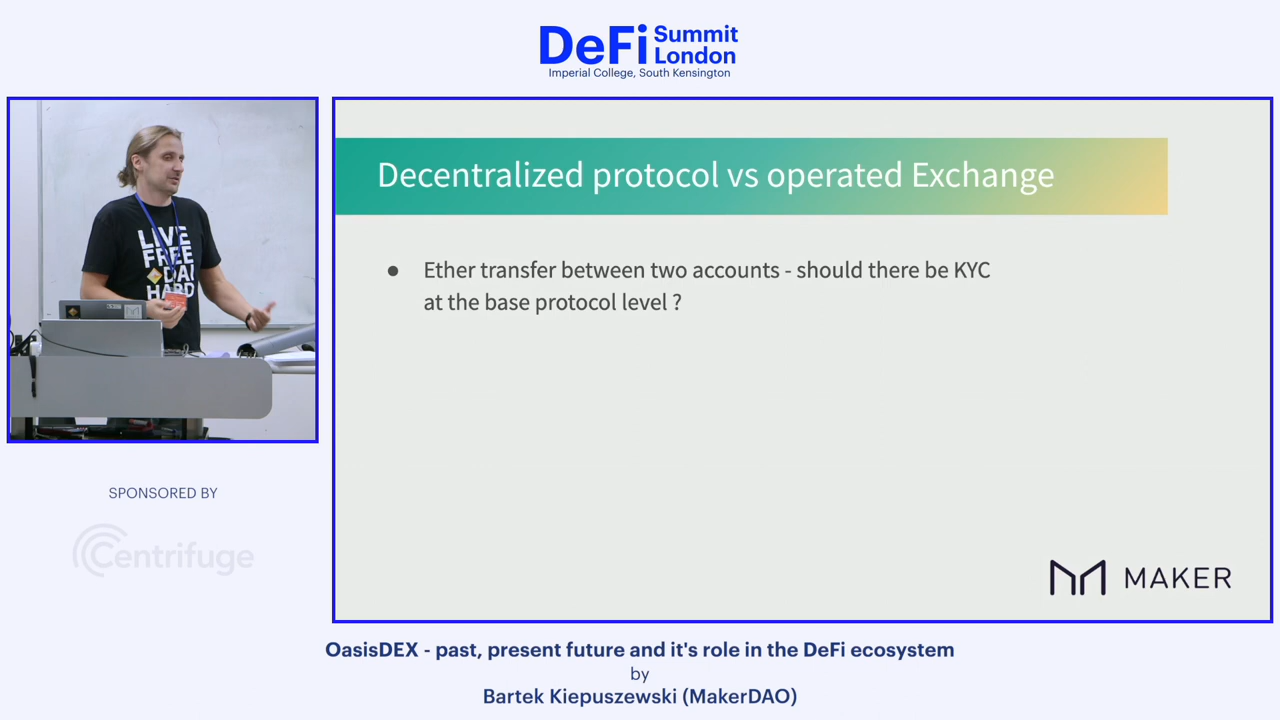 DeFi Summit
London
Imperial College, South Kensington
LIVE
FREE
DAI
HARD
Decentralized protocol vs operated Exchange
● Ether transfer between two accounts - should there be KYC
at the base protocol level ?
MAKER
SPONSORED BY
Centrifuge
OasisDEX - past, present future and it's role in the DeFi ecosystem
by
Bartek Kiepuszewski (MakerDAO)